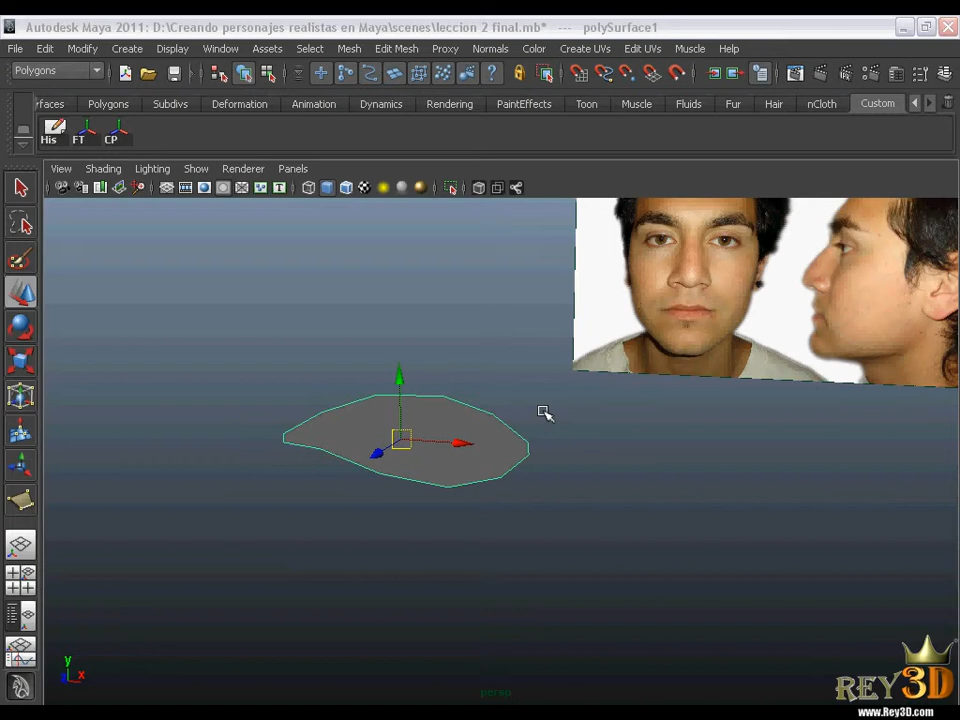 Autodesk Maya 2011: D:\Creando personajes realistas en Maya\scenes\leccion 2 final.mb* --- polySurface1
File Edit Modify Create Display Window Assets Select Mesh Edit Mesh Proxy Normals Color Create UVs Edit UVs Muscle Help
Polygons
rfaces Polygons Subdivs Deformation Animation Dynamics Rendering PaintEffects Toon Muscle Fluids Fur Hair nCloth Custom
His FT CP
View Shading Lighting Show Renderer Panels
y
x
persp
REY3D
www.Rey3D.com